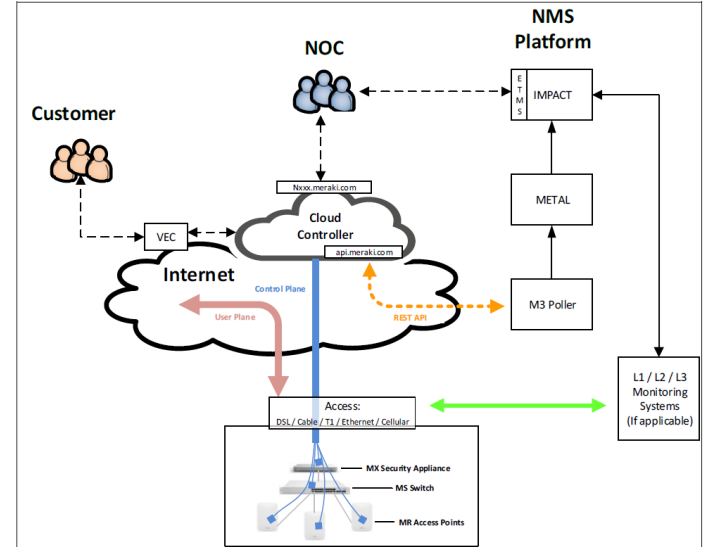 NMS
Platform
NOC
E
T
M
S
IMPACT
Customer
Nxxx.meraki.com
METAL
Cloud
Controller
VEC
api.meraki.com
Internet
Control Plane
M3 Poller
User Plane
REST API
L1 / L2 / L3
Monitoring
Systems
(If applicable)
Access:
DSL / Cable / T1 / Ethernet / Cellular
MX Security Appliance
MS Switch
MR Access Points